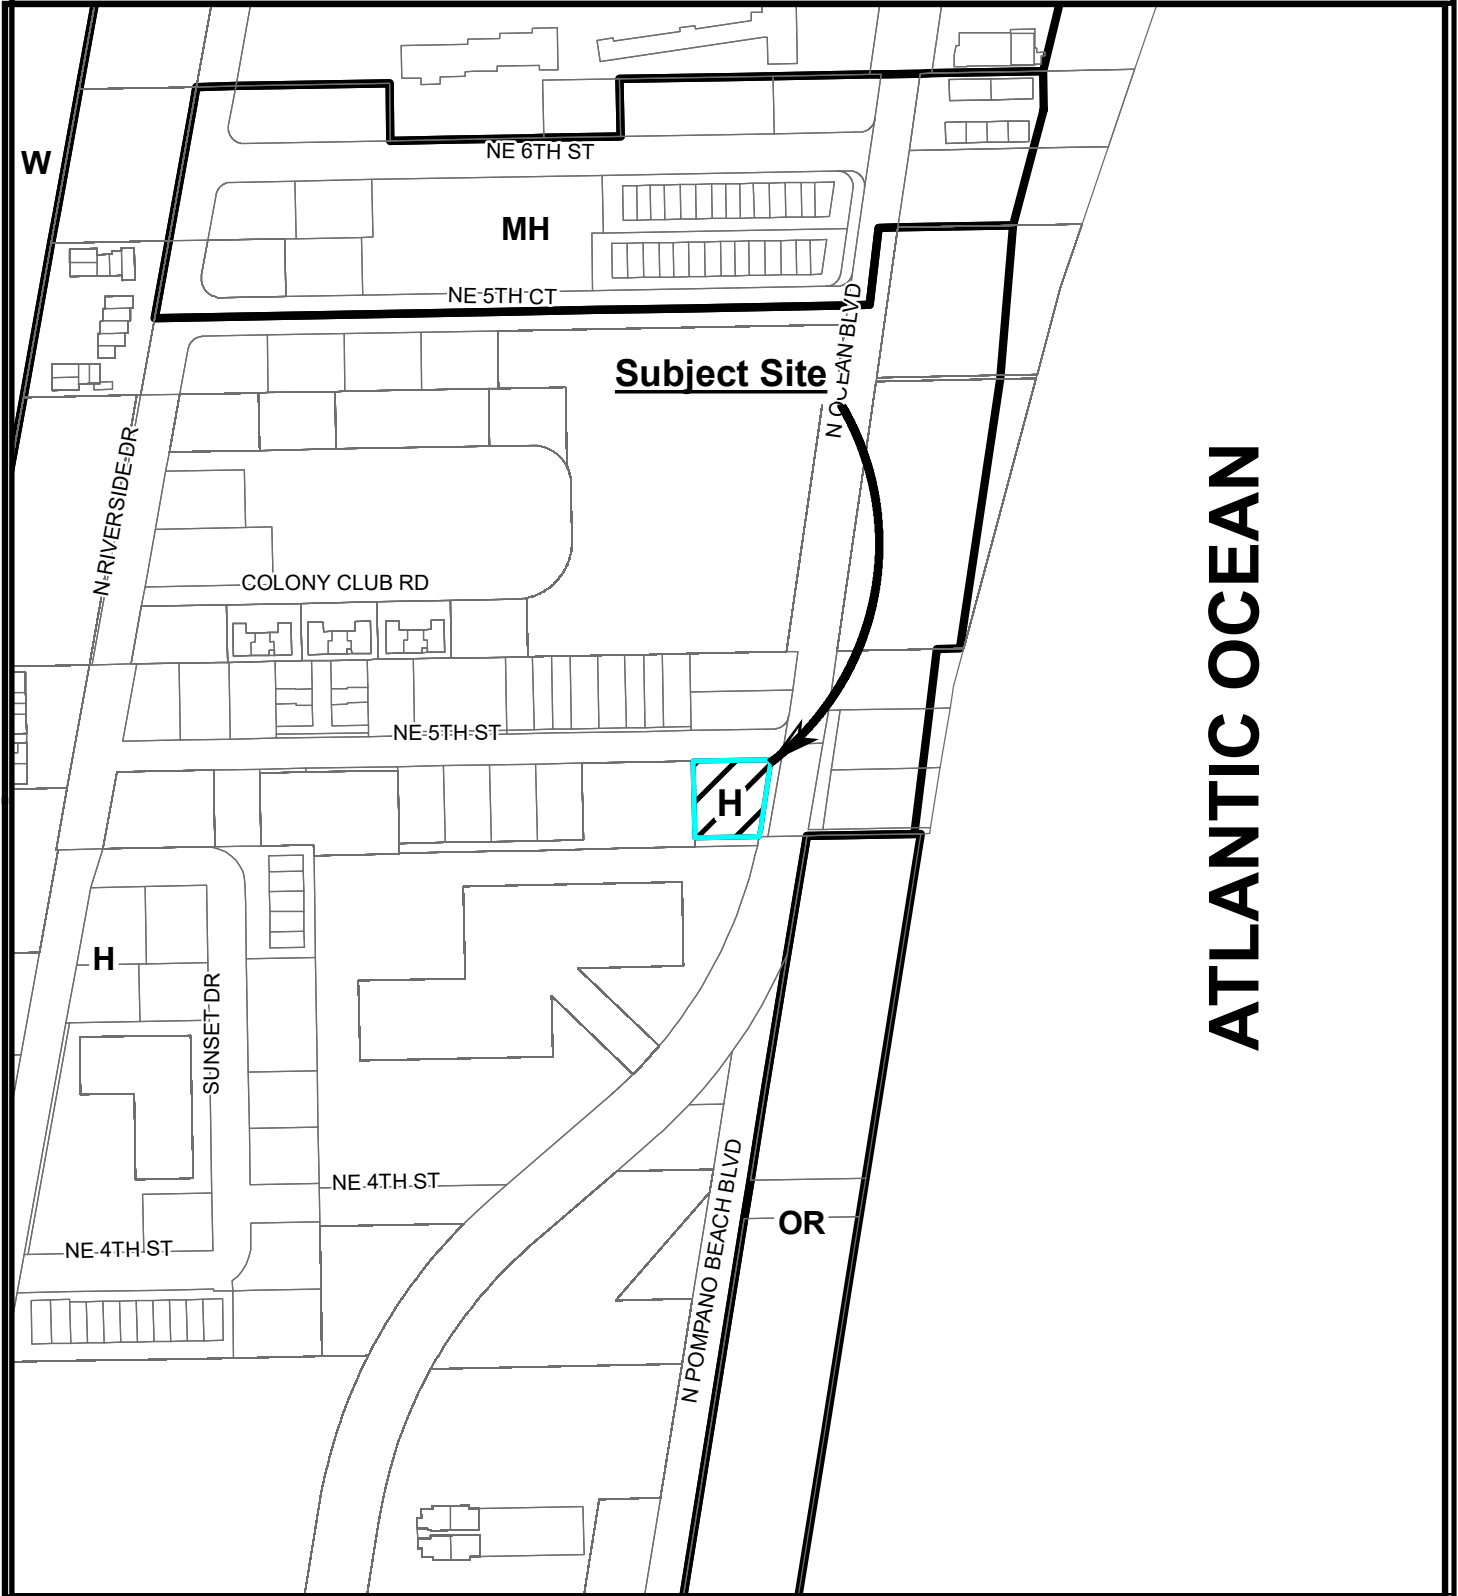 W
NE 6TH ST
MH
NE 5TH CT
N OCEAN BLVD
Subject Site
N RIVERSIDE DR
COLONY CLUB RD
ATLANTIC OCEAN
NE 5TH ST
H
H
SUNSET DR
NE 4TH ST
N POMPANO BEACH BLVD
OR
NE 4TH ST